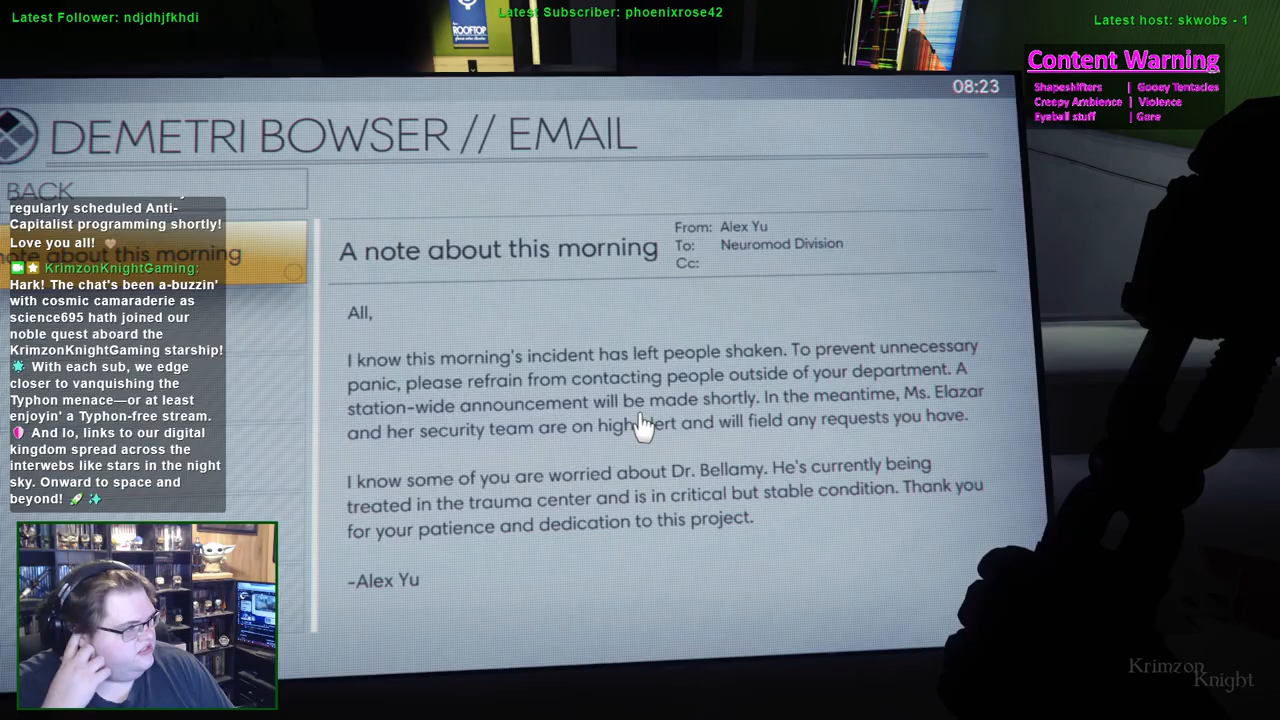 Latest Follower: ndjdhjfkhdi
Latest Subscriber: phoenixrose42
Latest host: skwobs - 1
ROOFTOP
Content Warning
Shapeshifters | Gooey Tentacles
Creepy Ambience | Violence
Eyeball stuff | Gore
08:23
DEMETRI BOWSER // EMAIL
BACK
note about this morning
A note about this morning
From: Alex Yu
To: Neuromod Division
Cc:
All,
I know this morning's incident has left people shaken. To prevent unnecessary
panic, please refrain from contacting people outside of your department. A
station-wide announcement will be made shortly. In the meantime, Ms. Elazar
and her security team are on high alert and will field any requests you have.
I know some of you are worried about Dr. Bellamy. He's currently being
treated in the trauma center and is in critical but stable condition. Thank you
for your patience and dedication to this project.
-Alex Yu
regularly scheduled Anti-
Capitalist programming shortly!
Love you all! 🤎
KrimzonKnightGaming:
Hark! The chat's been a-buzzin'
with cosmic camaraderie as
science695 hath joined our
noble quest aboard the
KrimzonKnightGaming starship!
With each sub, we edge
closer to vanquishing the
Typhon menace—or at least
enjoyin' a Typhon-free stream.
And lo, links to our digital
kingdom spread across the
interwebs like stars in the night
sky. Onward to space and
beyond! 🚀 ✨
Krimzon
Knight